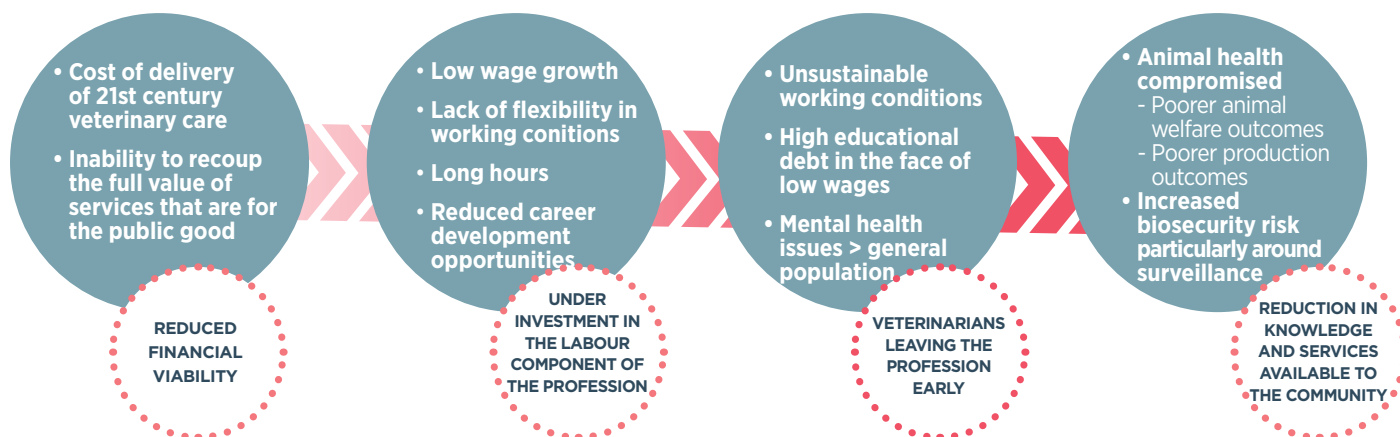 • Cost of delivery
of 21st century
veterinary care
• Inability to recoup
the full value of
services that are for
the public good
REDUCED
FINANCIAL
VIABILITY
• Low wage growth
• Lack of flexibility in
working contitions
• Long hours
• Reduced career
development
opportunities
UNDER
INVESTMENT IN
THE LABOUR
COMPONENT OF
THE PROFESSION
• Unsustainable
working conditions
• High educational
debt in the face of
low wages
• Mental health
issues > general
population
VETERINARIANS
LEAVING THE
PROFESSION
EARLY
• Animal health
compromised
- Poorer animal
welfare outcomes
- Poorer production
outcomes
• Increased
biosecurity risk
particularly around
surveillance
REDUCTION IN
KNOWLEDGE
AND SERVICES
AVAILABLE TO
THE COMMUNITY